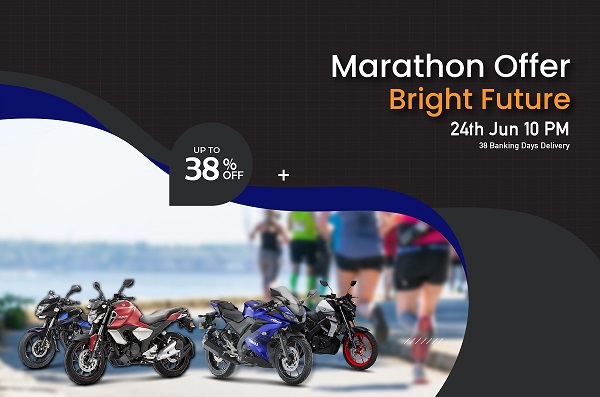 Marathon Offer
Bright Future
24th Jun 10 PM
38 Banking Days Delivery
UP TO
38% OFF
+